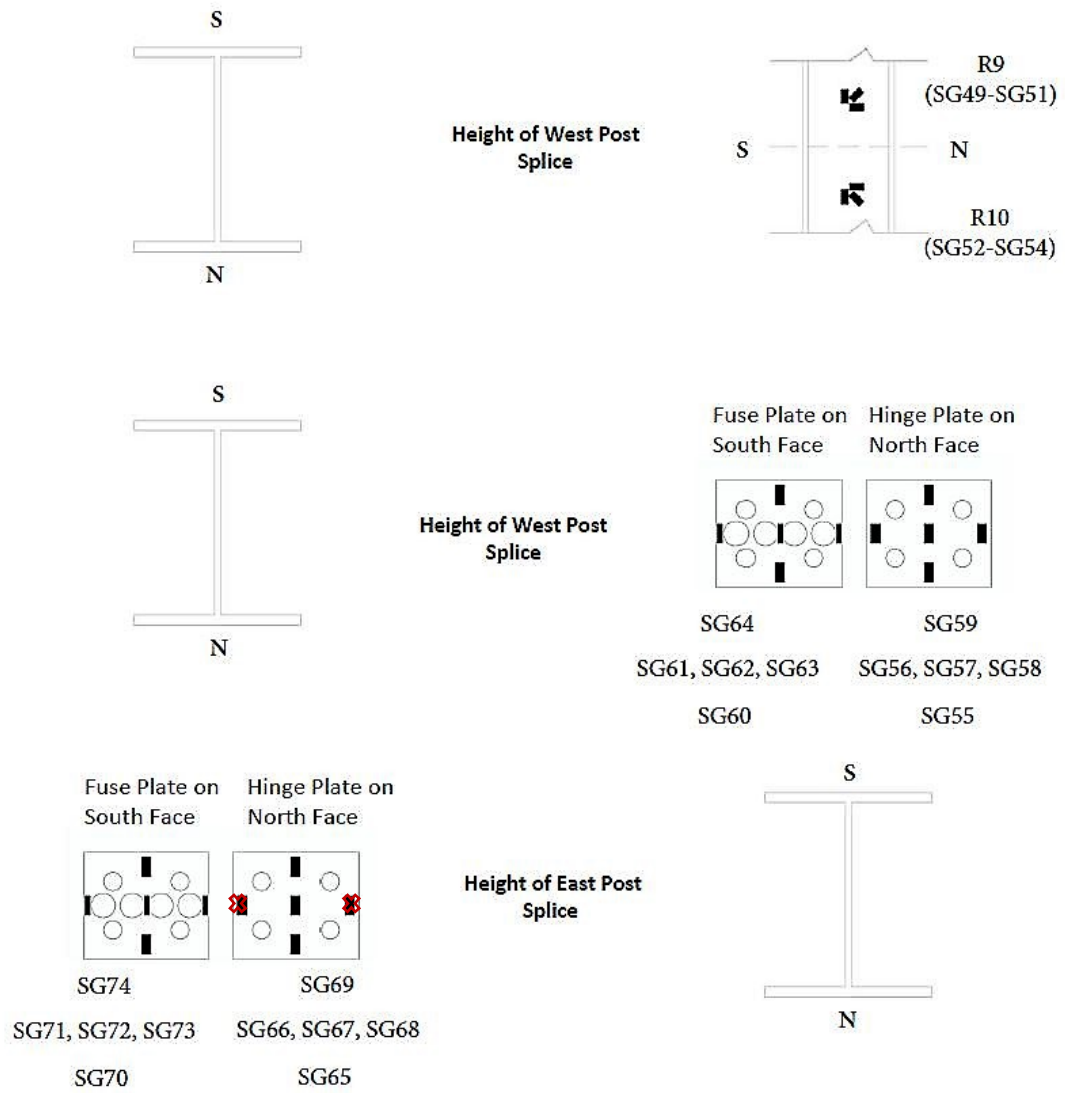 S
R9
(SG49-SG51)
Height of West Post
Splice
S
N
R10
(SG52-SG54)
N
S
Fuse Plate on
South Face
Hinge Plate on
North Face
Height of West Post
Splice
N
SG64
SG59
SG61, SG62, SG63
SG56, SG57, SG58
SG60
SG55
Fuse Plate on
South Face
Hinge Plate on
North Face
S
Height of East Post
Splice
SG74
SG69
N
SG71, SG72, SG73
SG66, SG67, SG68
SG70
SG65